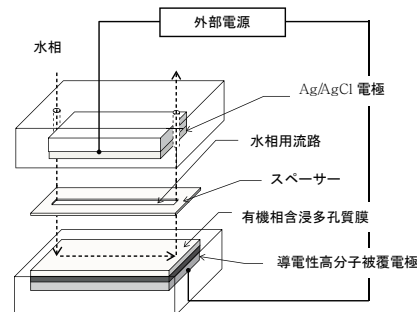 外部電源
水相
Ag/AgCl 電極
水相用流路
スペーサー
有機相含浸多孔質膜
導電性高分子被覆電極